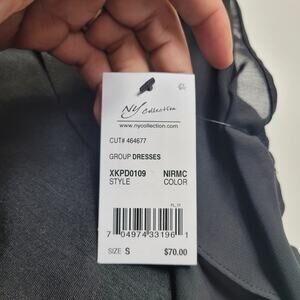 NY Collection
www.nycollection.com
CUT# 464677
GROUP DRESSES
XKPD0109 NIRMC
STYLE COLOR
7 04974 33196 1
SIZE S $70.00